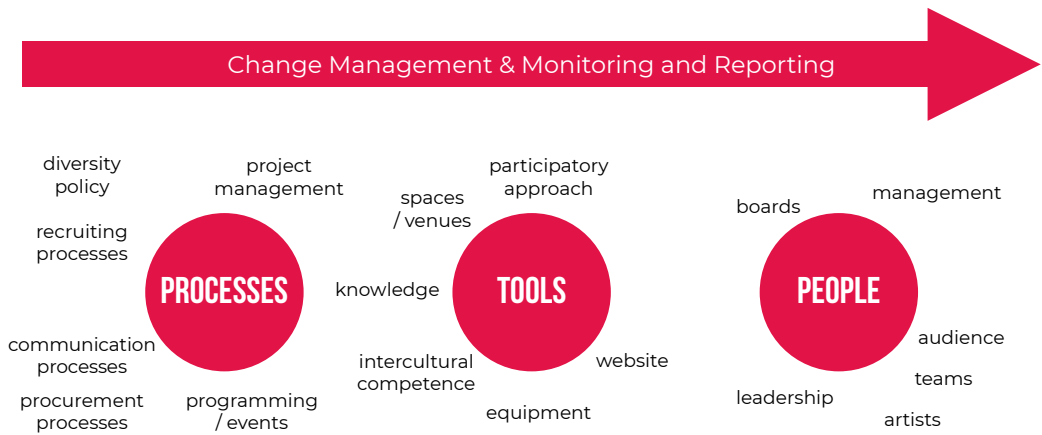 Change Management & Monitoring and Reporting
diversity
policy
project
management
recruiting
processes
PROCESSES
communication
processes
procurement
processes
programming
/ events
participatory
approach
spaces
/ venues
knowledge
TOOLS
intercultural
competence
website
equipment
boards
management
PEOPLE
audience
teams
leadership
artists